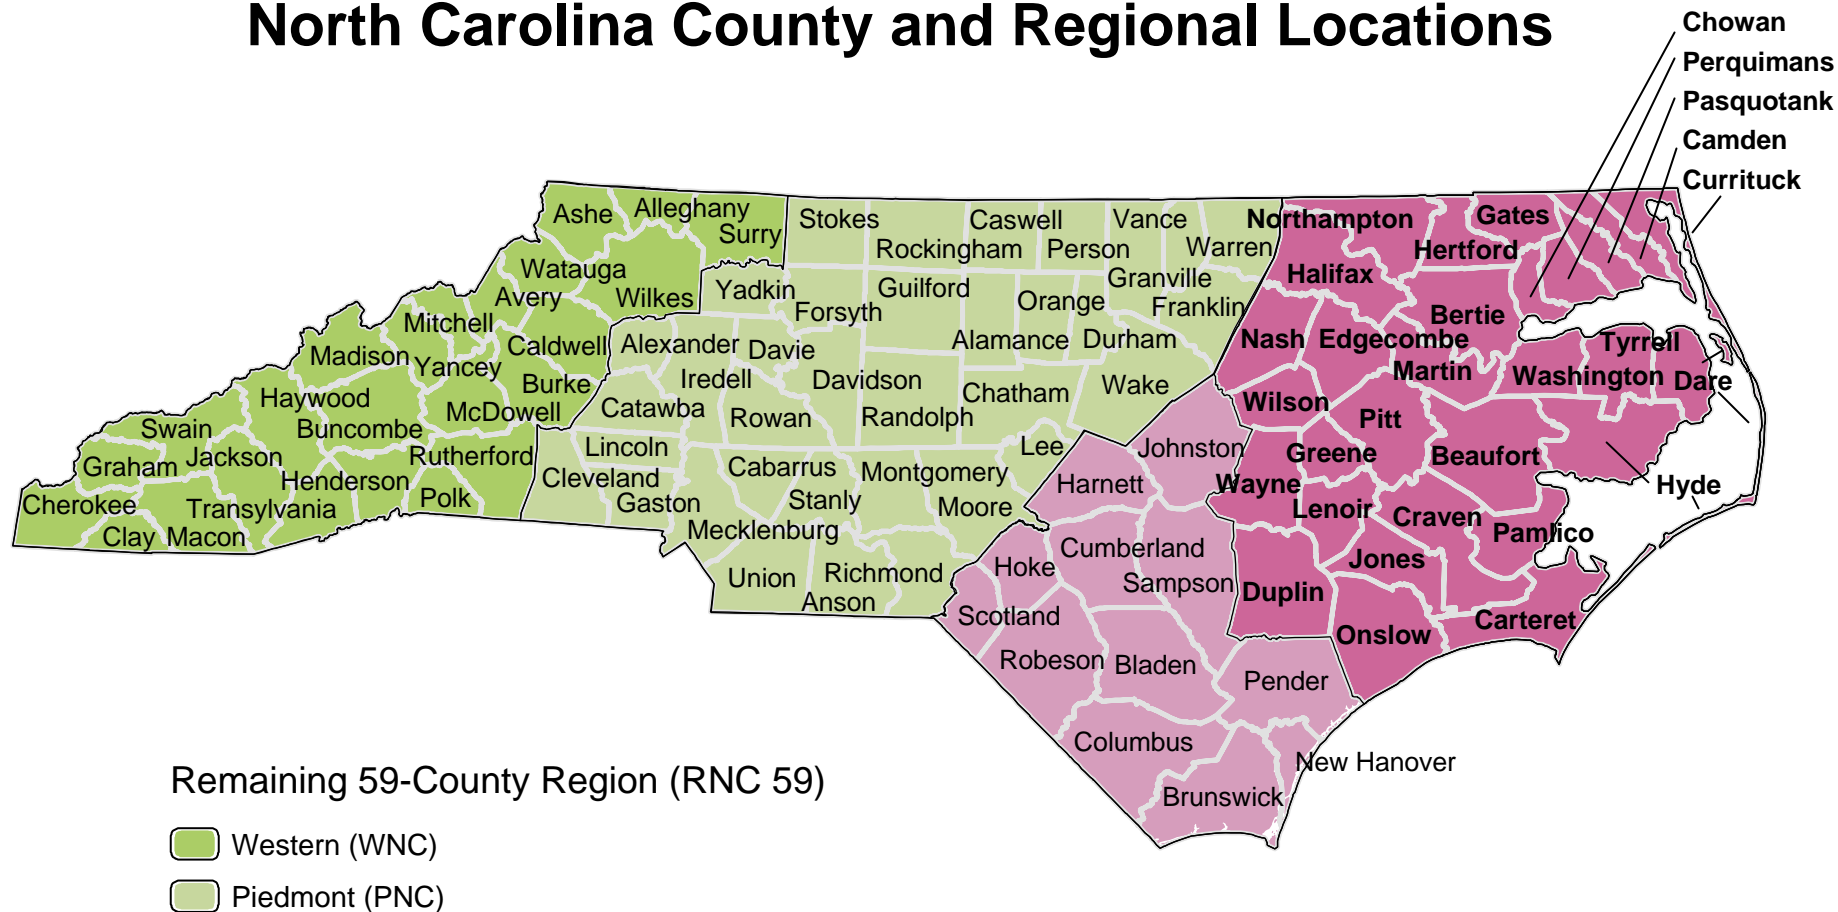 North Carolina County and Regional Locations
Chowan
Perquimans
Pasquotank
Camden
Currituck
Ashe
Alleghany
Surry
Stokes
Caswell
Vance
Northampton
Gates
Rockingham
Person
Warren
Hertford
Watauga
Halifax
Avery
Wilkes
Yadkin
Guilford
Granville
Forsyth
Orange
Franklin
Mitchell
Bertie
Madison
Yancey
Caldwell
Alexander
Davie
Alamance
Durham
Nash
Edgecombe
Tyrrell
Burke
Iredell
Davidson
Chatham
Wake
Martin
Washington
Dare
Haywood
McDowell
Catawba
Rowan
Randolph
Wilson
Pitt
Swain
Buncombe
Lincoln
Lee
Johnston
Greene
Beaufort
Graham
Jackson
Rutherford
Cabarrus
Montgomery
Henderson
Cleveland
Harnett
Wayne
Hyde
Cherokee
Transylvania
Polk
Gaston
Stanly
Moore
Lenoir
Craven
Clay
Macon
Mecklenburg
Pamlico
Cumberland
Jones
Union
Richmond
Hoke
Sampson
Duplin
Anson
Scotland
Onslow
Carteret
Robeson
Bladen
Pender
Columbus
New Hanover
Brunswick
Remaining 59-County Region (RNC 59)
Western (WNC)
Piedmont (PNC)